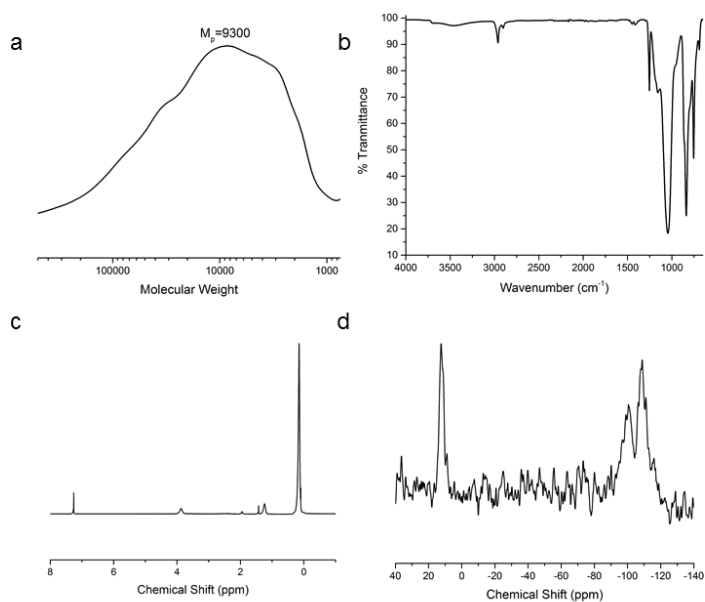 a
Mp=9300
100000 10000 1000
Molecular Weight
b
100
90
80
70
60
50
40
30
20
10
% Tranmittance
4000 3500 3000 2500 2000 1500 1000
Wavenumber (cm-1)
c
8 6 4 2 0
Chemical Shift (ppm)
d
40 20 0 -20 -40 -60 -80 -100 -120 -140
Chemical Shift (ppm)